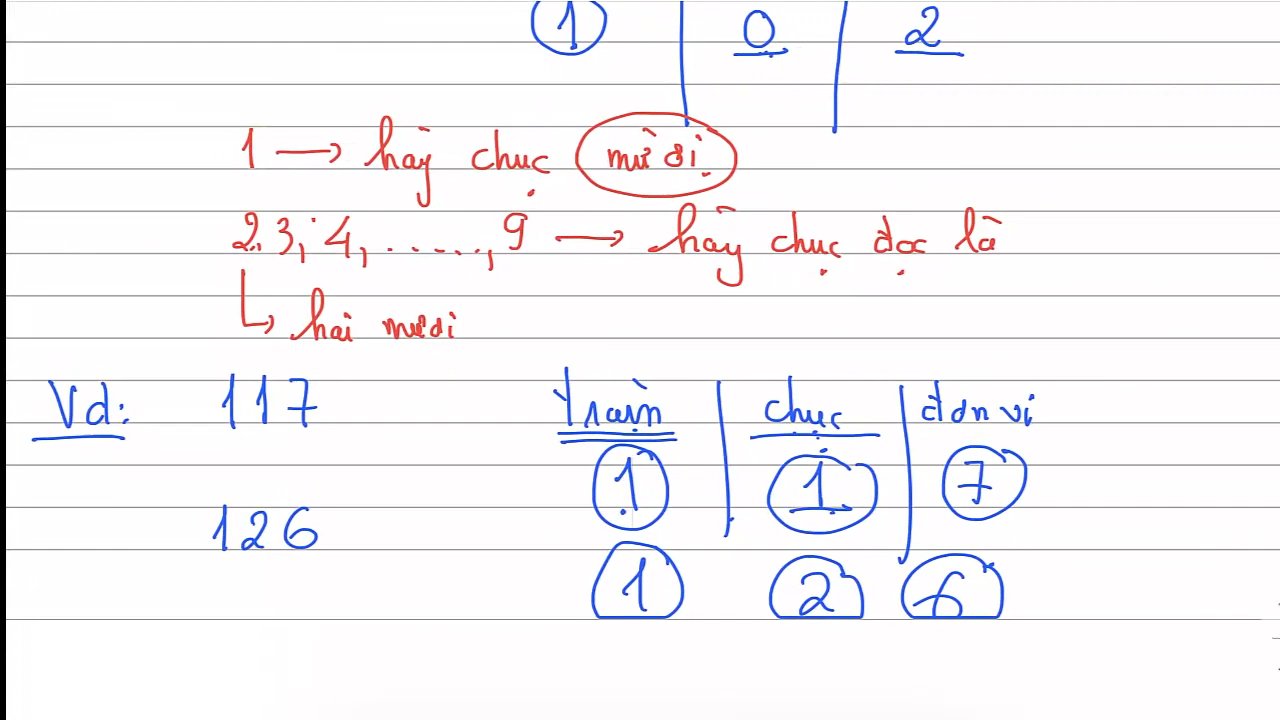 1 0 2
1 → hàng chục mười
2, 3, 4, ....., 9 → hàng chục đọc là
↳ hai mươi
Vd: 117 trăm chục đơn vị
1 1 7
126
1 2 6